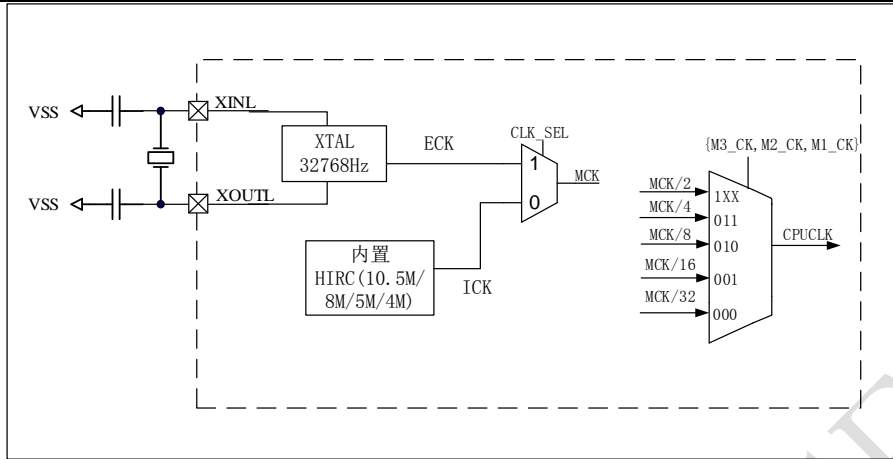 VSS
XINL
XTAL
32768Hz
ECK
CLK_SEL
1
0
MCK
VSS
XOUTL
内置
HIRC(10.5M/
8M/5M/4M)
ICK
{M3_CK, M2_CK, M1_CK}
MCK/2
1XX
MCK/4
011
MCK/8
010
CPUCLK
MCK/16
001
MCK/32
000